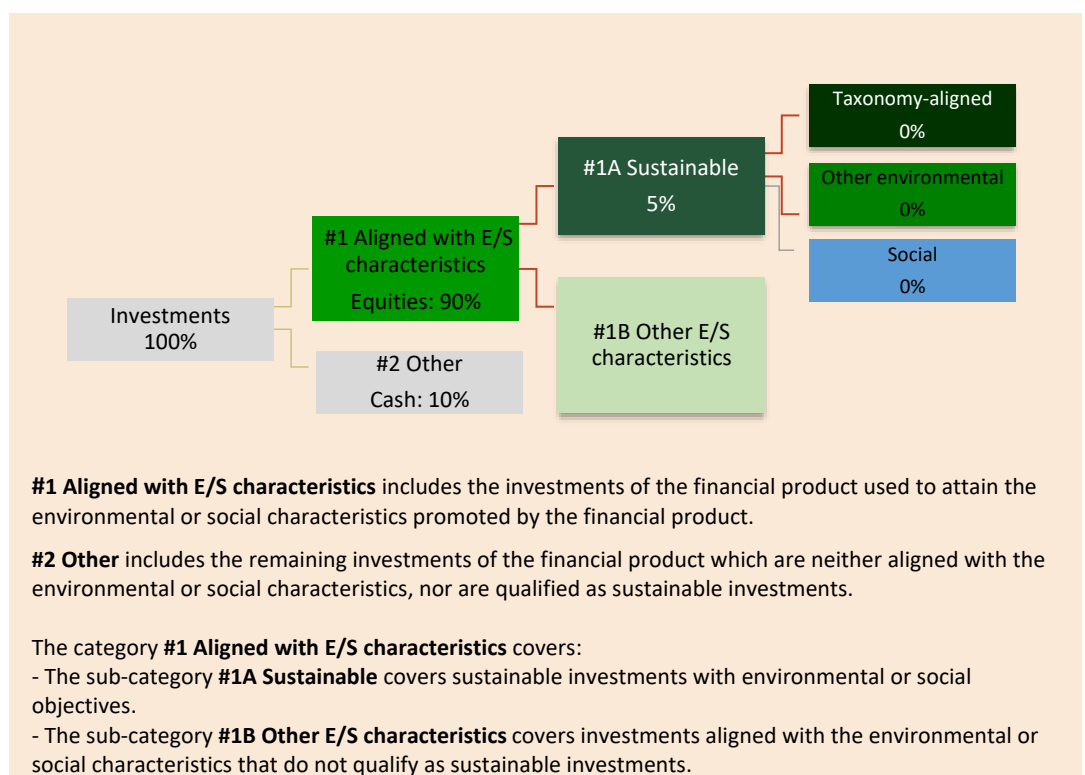 Taxonomy-aligned
0%
#1A Sustainable
5%
Other environmental
0%
#1 Aligned with E/S
characteristics
Equities: 90%
Social
0%
Investments
100%
#1B Other E/S
characteristics
#2 Other
Cash: 10%
#1 Aligned with E/S characteristics includes the investments of the financial product used to attain the
environmental or social characteristics promoted by the financial product.
#2 Other includes the remaining investments of the financial product which are neither aligned with the
environmental or social characteristics, nor are qualified as sustainable investments.
The category #1 Aligned with E/S characteristics covers:
- The sub-category #1A Sustainable covers sustainable investments with environmental or social
objectives.
- The sub-category #1B Other E/S characteristics covers investments aligned with the environmental or
social characteristics that do not qualify as sustainable investments.